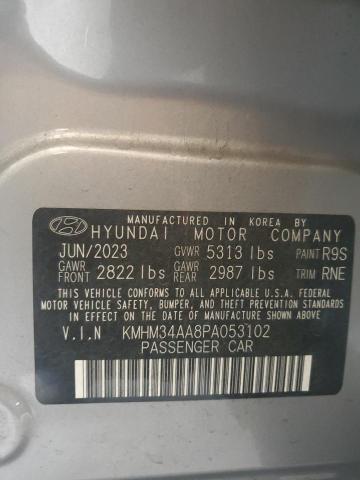 MANUFACTURED IN KOREA BY
HYUNDAI MOTOR COMPANY
JUN/2023 GVWR 5313 lbs PAINT R9S
GAWR FRONT 2822 lbs GAWR REAR 2987 lbs TRIM RNE
THIS VEHICLE CONFORMS TO ALL APPLICABLE U.S.A. FEDERAL
MOTOR VEHICLE SAFETY, BUMPER, AND THEFT PREVENTION STANDARDS
IN EFFECT ON THE DATE OF MANUFACTURE SHOWN ABOVE.
V.I.N KMHM34AA8PA053102
PASSENGER CAR